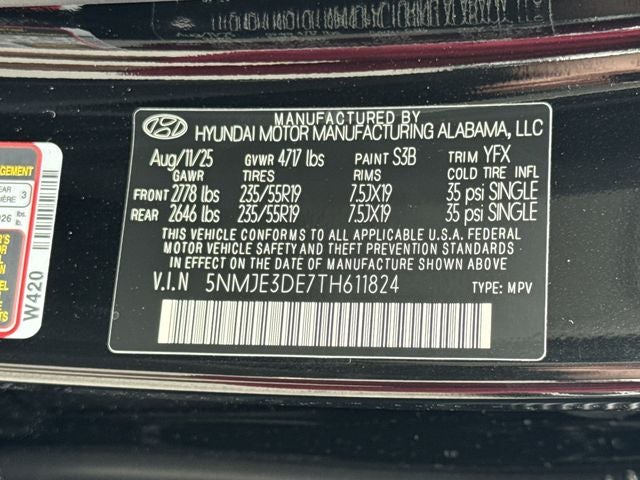 MANUFACTURED BY
HYUNDAI MOTOR MANUFACTURING ALABAMA, LLC
Aug/11/25 GVWR 4717 lbs PAINT S3B TRIM YFX
GAWR TIRES RIMS COLD TIRE INFL
FRONT 2778 lbs 235/55R19 7.5JX19 35 psi SINGLE
REAR 2646 lbs 235/55R19 7.5JX19 35 psi SINGLE
THIS VEHICLE CONFORMS TO ALL APPLICABLE U.S.A. FEDERAL
MOTOR VEHICLE SAFETY AND THEFT PREVENTION STANDARDS
IN EFFECT ON THE DATE OF MANUFACTURE SHOWN ABOVE.
V.I.N 5NMJE3DE7TH611824 TYPE: MPV
W420
3
lbs.